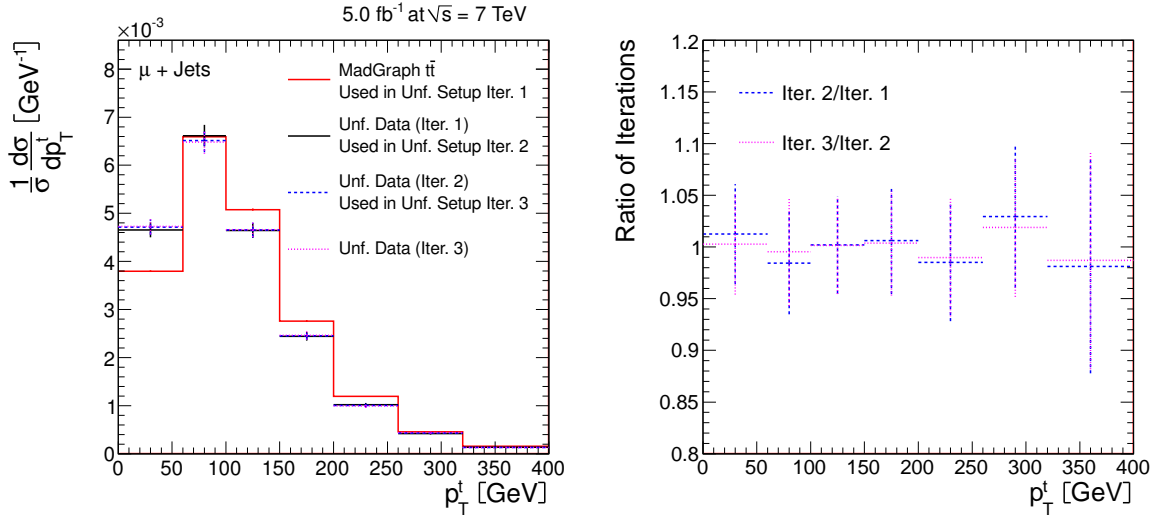 5.0 fb⁻¹ at √s = 7 TeV
×10⁻³
1/σ dσ/dp_T^t [GeV⁻¹]
8
7
6
5
4
3
2
1
0
μ + Jets
MadGraph tt̄
Used in Unf. Setup Iter. 1
Unf. Data (Iter. 1)
Used in Unf. Setup Iter. 2
Unf. Data (Iter. 2)
Used in Unf. Setup Iter. 3
Unf. Data (Iter. 3)
0 50 100 150 200 250 300 350 400
p_T^t [GeV]
Ratio of Iterations
1.2
1.15
1.1
1.05
1
0.95
0.9
0.85
0.8
Iter. 2/Iter. 1
Iter. 3/Iter. 2
0 50 100 150 200 250 300 350 400
p_T^t [GeV]